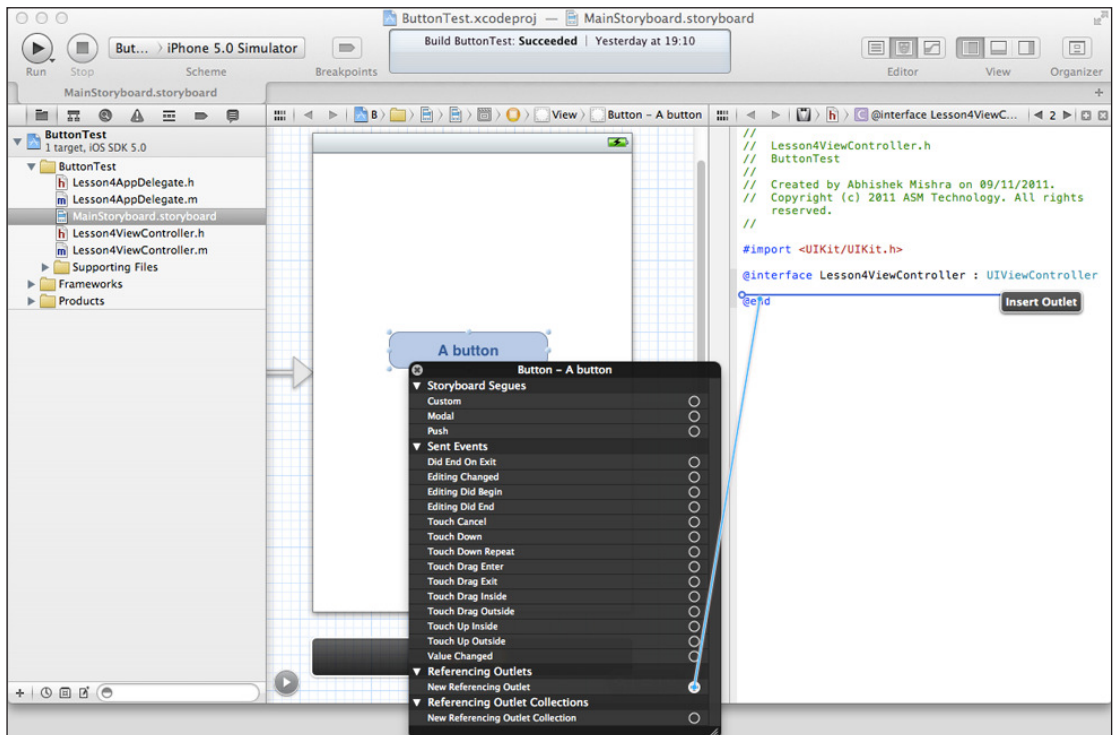 ButtonTest.xcodeproj — MainStoryboard.storyboard
But... iPhone 5.0 Simulator
Build ButtonTest: Succeeded | Yesterday at 19:10
Run Stop Scheme Breakpoints Editor View Organizer
MainStoryboard.storyboard
ButtonTest
1 target, iOS SDK 5.0
ButtonTest
Lesson4AppDelegate.h
Lesson4AppDelegate.m
MainStoryboard.storyboard
Lesson4ViewController.h
Lesson4ViewController.m
Supporting Files
Frameworks
Products
B View Button – A button
A button
Button – A button
Storyboard Segues
Custom
Modal
Push
Sent Events
Did End On Exit
Editing Changed
Editing Did Begin
Editing Did End
Touch Cancel
Touch Down
Touch Down Repeat
Touch Drag Enter
Touch Drag Exit
Touch Drag Inside
Touch Drag Outside
Touch Up Inside
Touch Up Outside
Value Changed
Referencing Outlets
New Referencing Outlet
Referencing Outlet Collections
New Referencing Outlet Collection
@interface Lesson4ViewC... 2
//
// Lesson4ViewController.h
// ButtonTest
//
// Created by Abhishek Mishra on 09/11/2011.
// Copyright (c) 2011 ASM Technology. All rights
reserved.
//
#import <UIKit/UIKit.h>
@interface Lesson4ViewController : UIViewController
@end
Insert Outlet